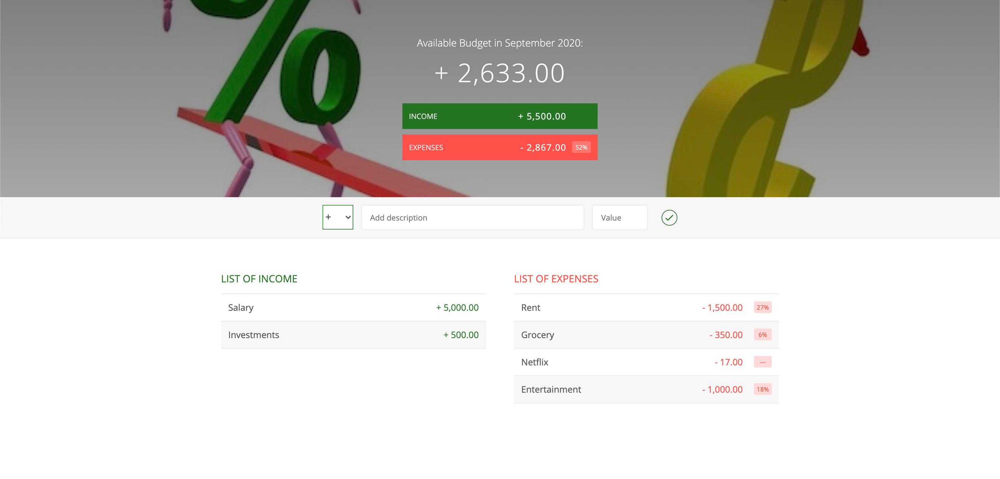 Available Budget in September 2020:
+ 2,633.00
INCOME + 5,500.00
EXPENSES - 2,867.00 52%
+ Add description Value
LIST OF INCOME
Salary + 5,000.00
Investments + 500.00
LIST OF EXPENSES
Rent - 1,500.00 27%
Grocery - 350.00 6%
Netflix - 17.00 ---
Entertainment - 1,000.00 18%